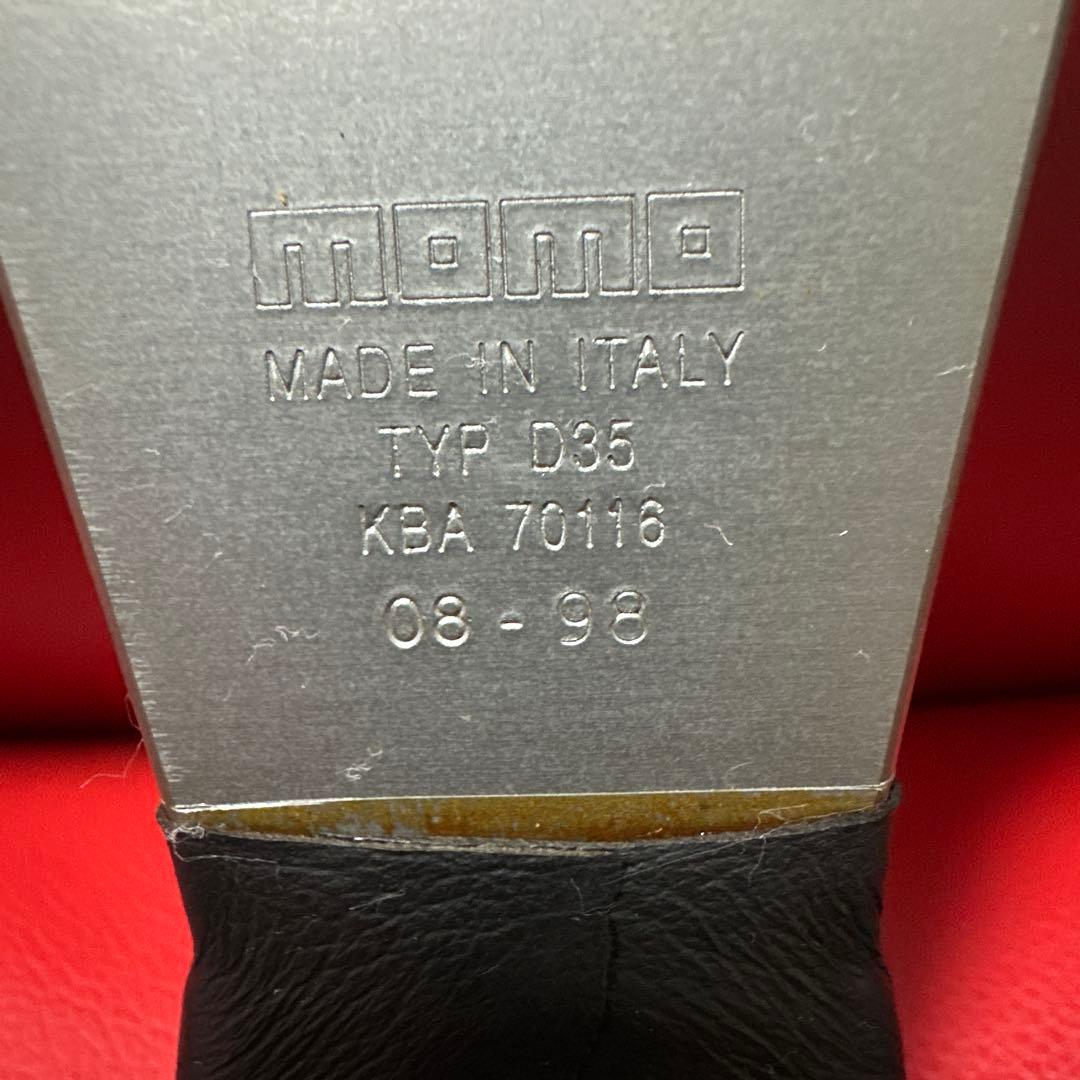 momo
MADE IN ITALY
TYP D35
KBA 70116
08 - 98